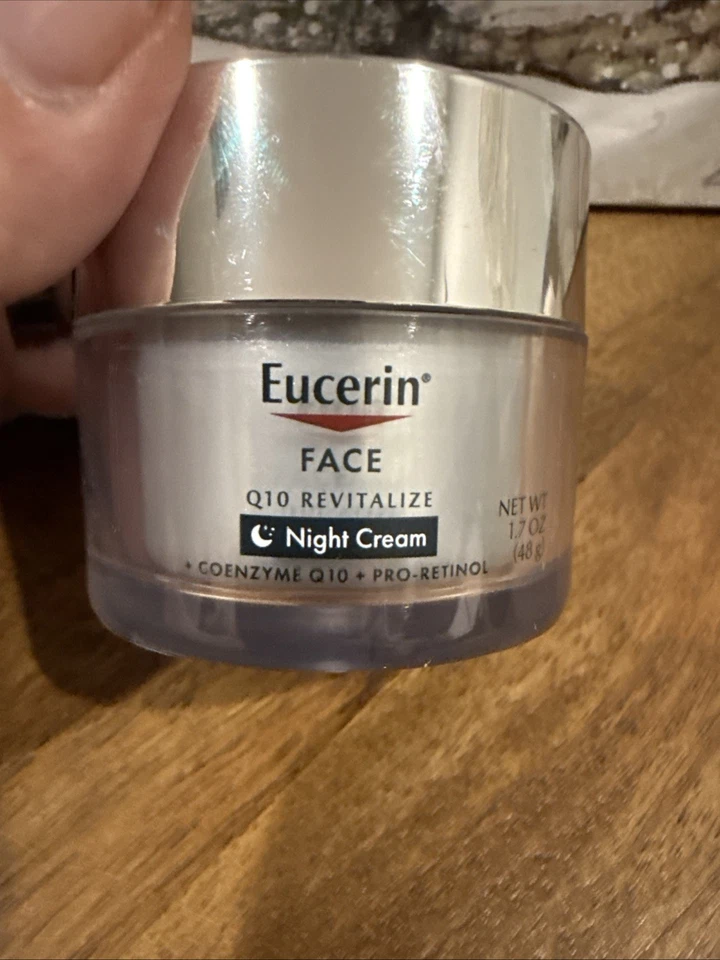 Eucerin®
FACE
Q10 REVITALIZE
Night Cream
+ COENZYME Q10 + PRO-RETINOL
NET WT
1.7 OZ
(48 g)